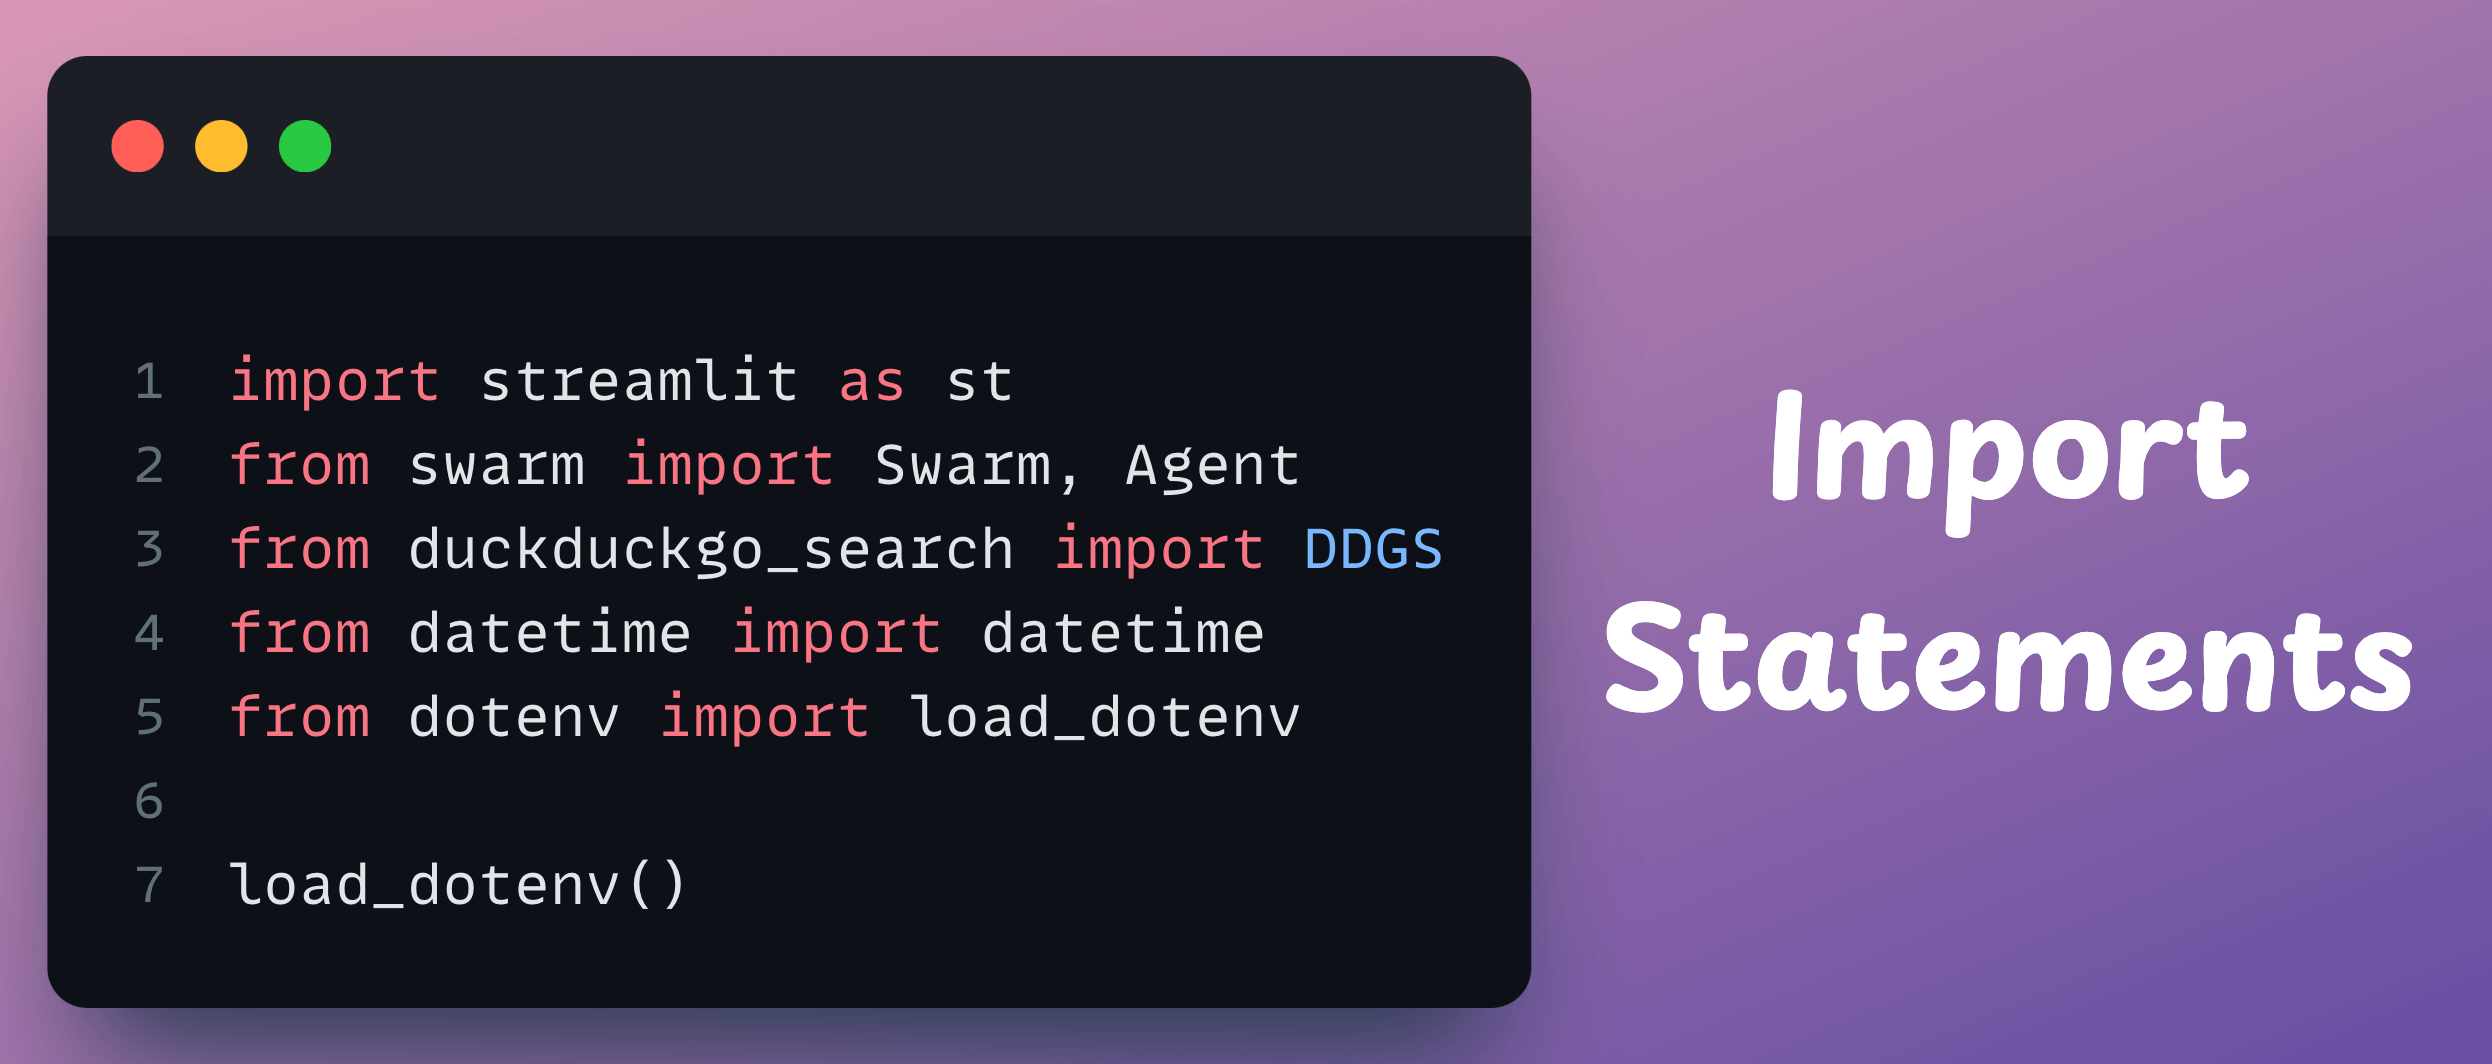 1 import streamlit as st
2 from swarm import Swarm, Agent
3 from duckduckgo_search import DDGS
4 from datetime import datetime
5 from dotenv import load_dotenv
6
7 load_dotenv()
Import
Statements